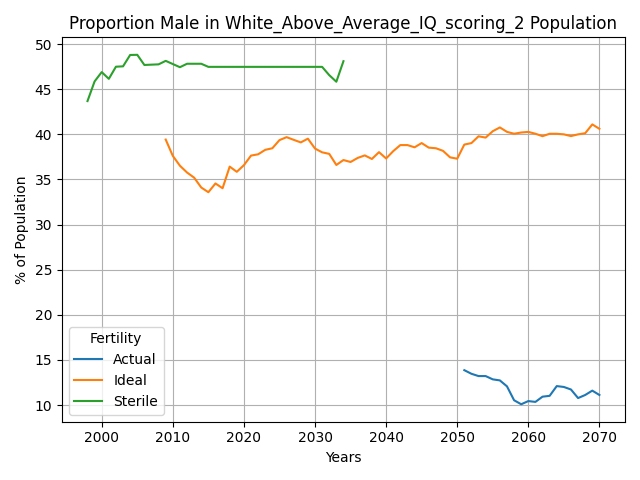 Proportion Male in White_Above_Average_IQ_scoring_2 Population
% of Population
50
45
40
35
30
25
20
15
10
Fertility
Actual
Ideal
Sterile
2000 2010 2020 2030 2040 2050 2060 2070
Years